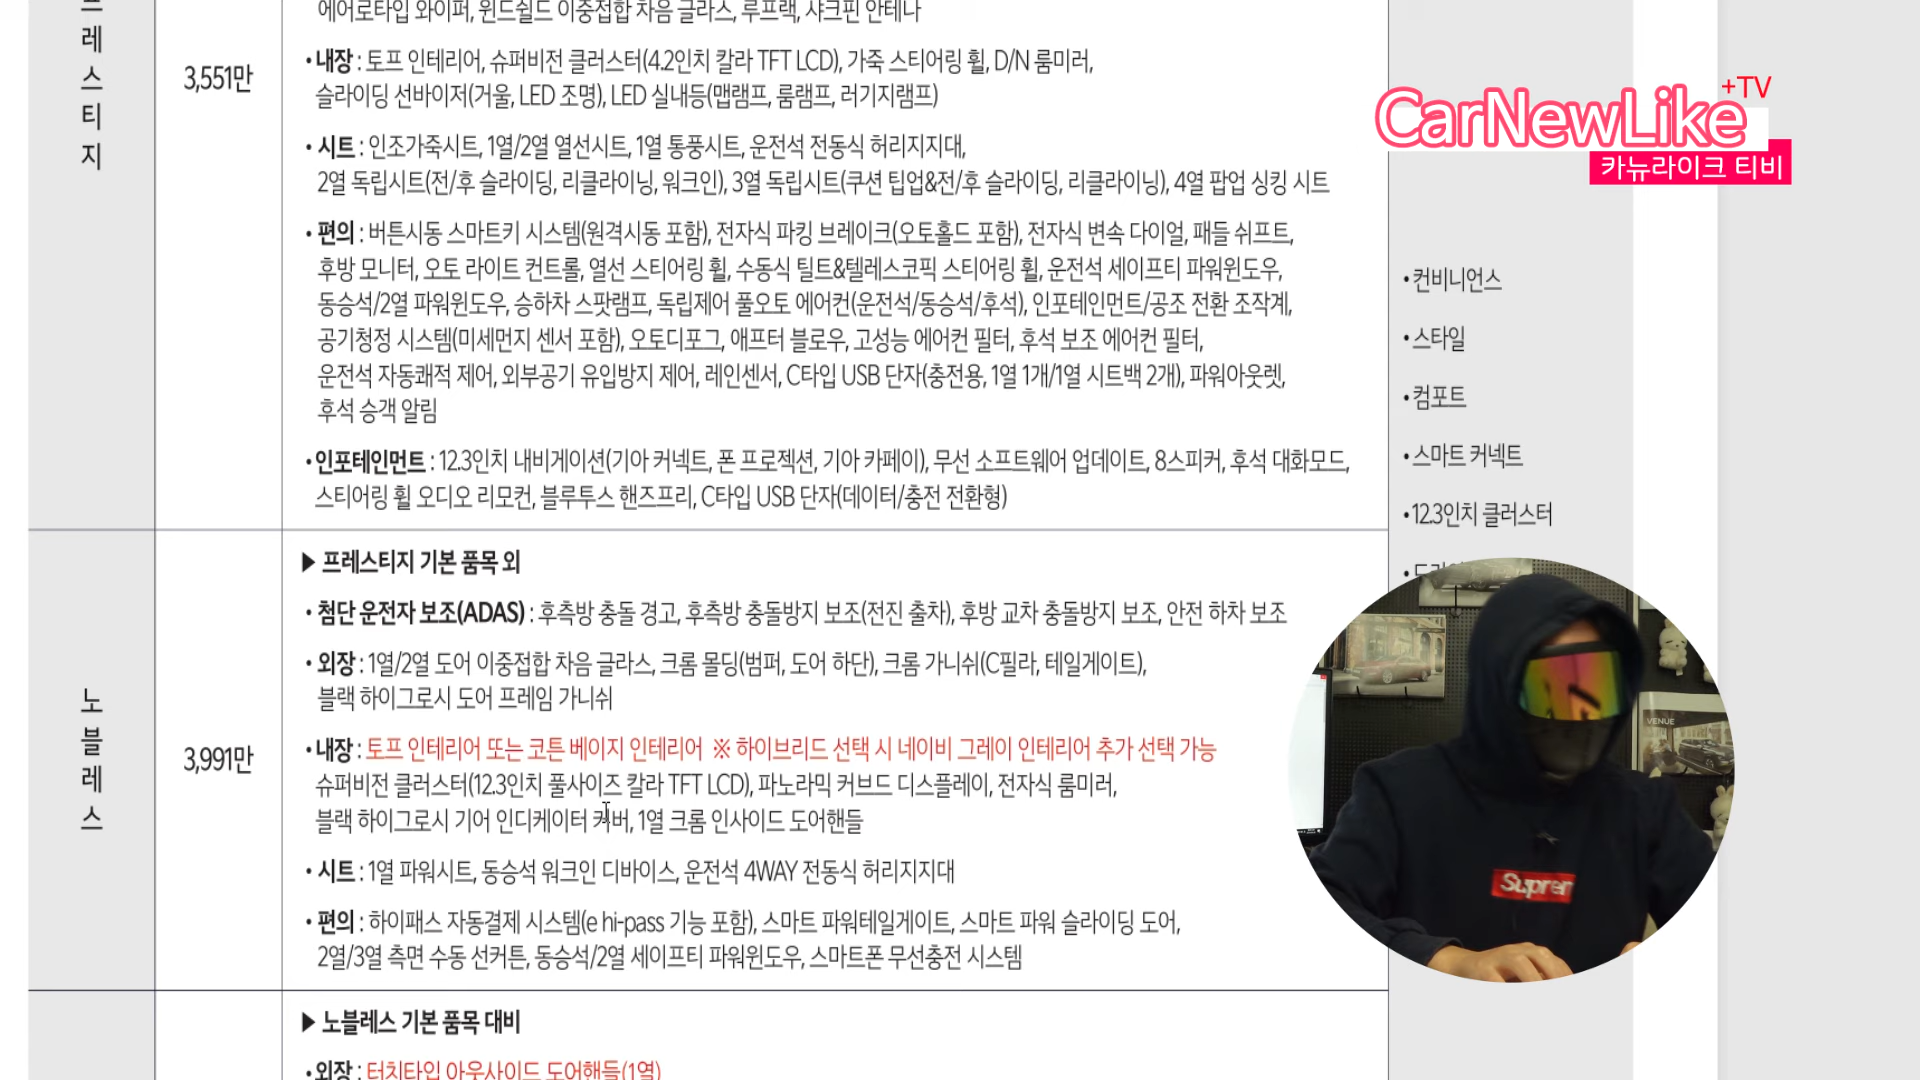 레
스
티
지
3,551만
에어로타입 와이퍼, 윈드쉴드 이중접합 차음 글라스, 루프랙, 샤크핀 안테나
• 내장 : 토프 인테리어, 슈퍼비전 클러스터(4.2인치 칼라 TFT LCD), 가죽 스티어링 휠, D/N 룸미러,
슬라이딩 선바이저(거울, LED 조명), LED 실내등(맵램프, 룸램프, 러기지램프)
• 시트 : 인조가죽시트, 1열/2열 열선시트, 1열 통풍시트, 운전석 전동식 허리지지대,
2열 독립시트(전/후 슬라이딩, 리클라이닝, 워크인), 3열 독립시트(쿠션 팁업&전/후 슬라이딩, 리클라이닝), 4열 팝업 싱킹 시트
• 편의 : 버튼시동 스마트키 시스템(원격시동 포함), 전자식 파킹 브레이크(오토홀드 포함), 전자식 변속 다이얼, 패들 쉬프트,
후방 모니터, 오토 라이트 컨트롤, 열선 스티어링 휠, 수동식 틸트&텔레스코픽 스티어링 휠, 운전석 세이프티 파워윈도우,
동승석/2열 파워윈도우, 승하차 스팟램프, 독립제어 풀오토 에어컨(운전석/동승석/후석), 인포테인먼트/공조 전환 조작계,
공기청정 시스템(미세먼지 센서 포함), 오토디포그, 애프터 블로우, 고성능 에어컨 필터, 후석 보조 에어컨 필터,
운전석 자동쾌적 제어, 외부공기 유입방지 제어, 레인센서, C타입 USB 단자(충전용, 1열 1개/1열 시트백 2개), 파워아웃렛,
후석 승객 알림
• 인포테인먼트 : 12.3인치 내비게이션(기아 커넥트, 폰 프로젝션, 기아 카페이), 무선 소프트웨어 업데이트, 8스피커, 후석 대화모드,
스티어링 휠 오디오 리모컨, 블루투스 핸즈프리, C타입 USB 단자(데이터/충전 전환형)
CarNewLike
+TV
카뉴라이크 티비
• 컨비니언스
• 스타일
• 컴포트
• 스마트 커넥트
• 12.3인치 클러스터
노
블
레
스
3,991만
▶ 프레스티지 기본 품목 외
• 첨단 운전자 보조(ADAS) : 후측방 충돌 경고, 후측방 충돌방지 보조(전진 출차), 후방 교차 충돌방지 보조, 안전 하차 보조
• 외장 : 1열/2열 도어 이중접합 차음 글라스, 크롬 몰딩(범퍼, 도어 하단), 크롬 가니쉬(C필라, 테일게이트),
블랙 하이그로시 도어 프레임 가니쉬
• 내장 : 토프 인테리어 또는 코튼 베이지 인테리어 ※ 하이브리드 선택 시 네이비 그레이 인테리어 추가 선택 가능
슈퍼비전 클러스터(12.3인치 풀사이즈 칼라 TFT LCD), 파노라믹 커브드 디스플레이, 전자식 룸미러,
블랙 하이그로시 기어 인디케이터 커버, 1열 크롬 인사이드 도어핸들
• 시트 : 1열 파워시트, 동승석 워크인 디바이스, 운전석 4WAY 전동식 허리지지대
• 편의 : 하이패스 자동결제 시스템(e hi-pass 기능 포함), 스마트 파워테일게이트, 스마트 파워 슬라이딩 도어,
2열/3열 측면 수동 선커튼, 동승석/2열 세이프티 파워윈도우, 스마트폰 무선충전 시스템
VENUE
Suprem
▶ 노블레스 기본 품목 대비
• 외장 : 터치타입 아웃사이드 도어핸들(1열)